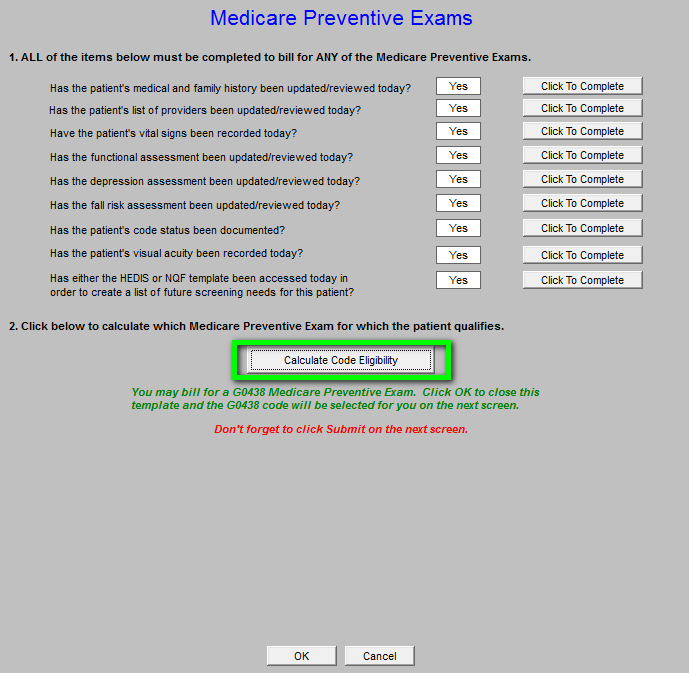 Medicare Preventive Exams
1. ALL of the items below must be completed to bill for ANY of the Medicare Preventive Exams.
Has the patient's medical and family history been updated/reviewed today? Yes Click To Complete
Has the patient's list of providers been updated/reviewed today? Yes Click To Complete
Have the patient's vital signs been recorded today? Yes Click To Complete
Has the functional assessment been updated/reviewed today? Yes Click To Complete
Has the depression assessment been updated/reviewed today? Yes Click To Complete
Has the fall risk assessment been updated/reviewed today? Yes Click To Complete
Has the patient's code status been documented? Yes Click To Complete
Has the patient's visual acuity been recorded today? Yes Click To Complete
Has either the HEDIS or NQF template been accessed today in Yes Click To Complete
order to create a list of future screening needs for this patient?
2. Click below to calculate which Medicare Preventive Exam for which the patient qualifies.
Calculate Code Eligibility
You may bill for a G0438 Medicare Preventive Exam. Click OK to close this
template and the G0438 code will be selected for you on the next screen.
Don't forget to click Submit on the next screen.
OK Cancel